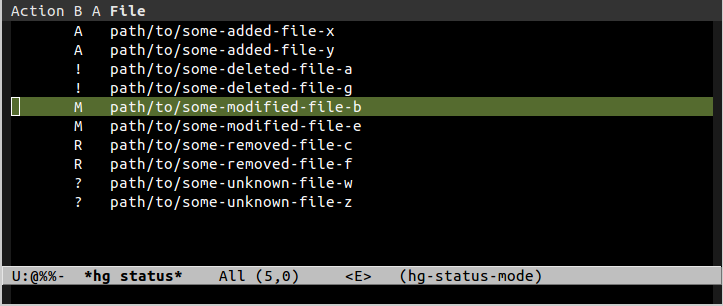 Action B A File
A path/to/some-added-file-x
A path/to/some-added-file-y
! path/to/some-deleted-file-a
! path/to/some-deleted-file-g
M path/to/some-modified-file-b
M path/to/some-modified-file-e
R path/to/some-removed-file-c
R path/to/some-removed-file-f
? path/to/some-unknown-file-w
? path/to/some-unknown-file-z
U:@%%- *hg status* All (5,0) <E> (hg-status-mode)